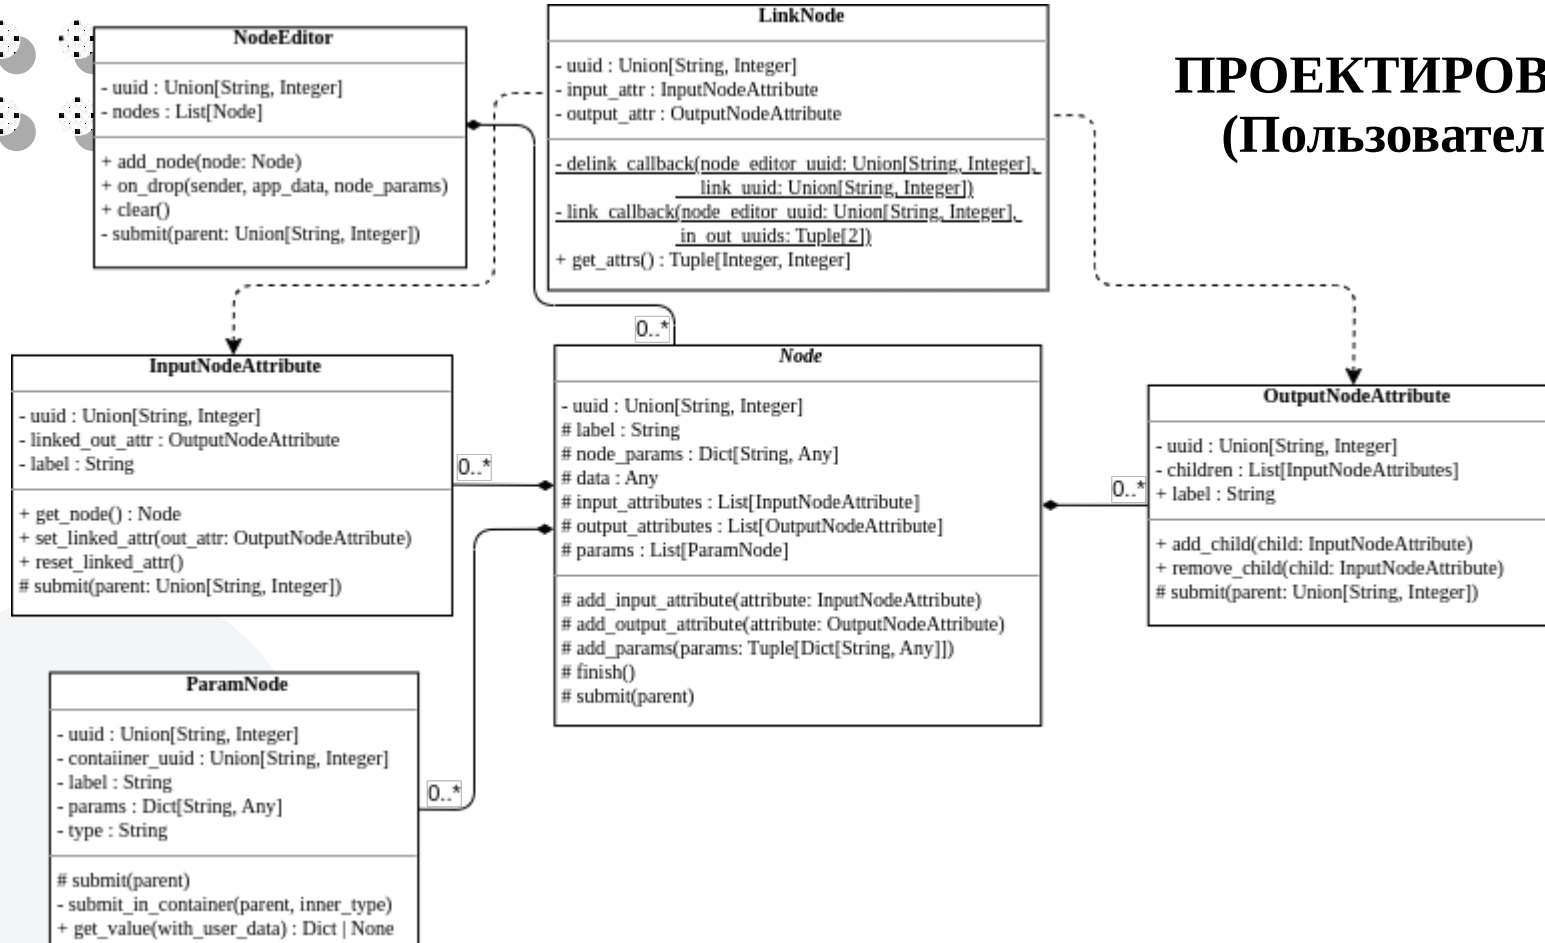 ПРОЕКТИРОВ
(Пользовател
NodeEditor
- uuid : Union[String, Integer]
- nodes : List[Node]
+ add_node(node: Node)
+ on_drop(sender, app_data, node_params)
+ clear()
- submit(parent: Union[String, Integer])
LinkNode
- uuid : Union[String, Integer]
- input_attr : InputNodeAttribute
- output_attr : OutputNodeAttribute
- delink_callback(node_editor_uuid: Union[String, Integer],
link_uuid: Union[String, Integer])
- link_callback(node_editor_uuid: Union[String, Integer],
in_out_uuids: Tuple[2])
+ get_attrs() : Tuple[Integer, Integer]
0..*
InputNodeAttribute
- uuid : Union[String, Integer]
- linked_out_attr : OutputNodeAttribute
- label : String
+ get_node() : Node
+ set_linked_attr(out_attr: OutputNodeAttribute)
+ reset_linked_attr()
# submit(parent: Union[String, Integer])
0..*
Node
- uuid : Union[String, Integer]
# label : String
# node_params : Dict[String, Any]
# data : Any
# input_attributes : List[InputNodeAttribute]
# output_attributes : List[OutputNodeAttribute]
# params : List[ParamNode]
# add_input_attribute(attribute: InputNodeAttribute)
# add_output_attribute(attribute: OutputNodeAttribute)
# add_params(params: Tuple[Dict[String, Any]])
# finish()
# submit(parent)
0..*
OutputNodeAttribute
- uuid : Union[String, Integer]
- children : List[InputNodeAttributes]
+ label : String
+ add_child(child: InputNodeAttribute)
+ remove_child(child: InputNodeAttribute)
# submit(parent: Union[String, Integer])
ParamNode
- uuid : Union[String, Integer]
- contaiiner_uuid : Union[String, Integer]
- label : String
- params : Dict[String, Any]
- type : String
# submit(parent)
- submit_in_container(parent, inner_type)
+ get_value(with_user_data) : Dict | None
0..*